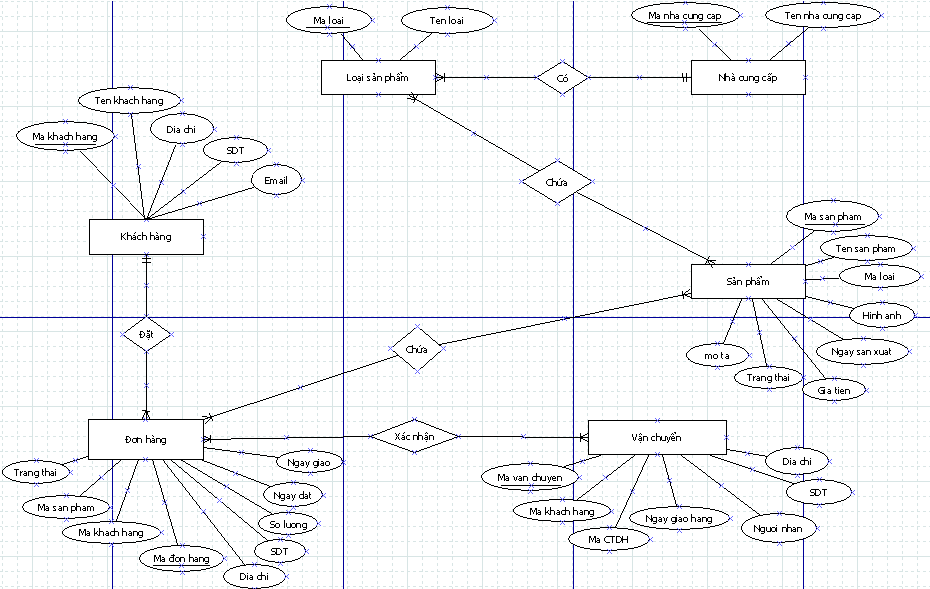 Ma loai
Ten loai
Ma nha cung cap
Ten nha cung cap
Loại sản phẩm
Có
Nhà cung cấp
Ten khach hang
Ma khach hang
Dia chi
SDT
Email
Chứa
Khách hàng
Ma san pham
Ten san pham
Ma loai
Sản phẩm
Hinh anh
Đặt
Chứa
mo ta
Ngay san xuat
Trang thai
Gia tien
Đơn hàng
Xác nhận
Vận chuyển
Ngay giao
Dia chi
Trang thai
Ma van chuyen
Ngay dat
SDT
Ma san pham
Ma khach hang
So luong
Ngay giao hang
Nguoi nhan
Ma khach hang
Ma CTDH
SDT
Ma đon hang
Dia chi